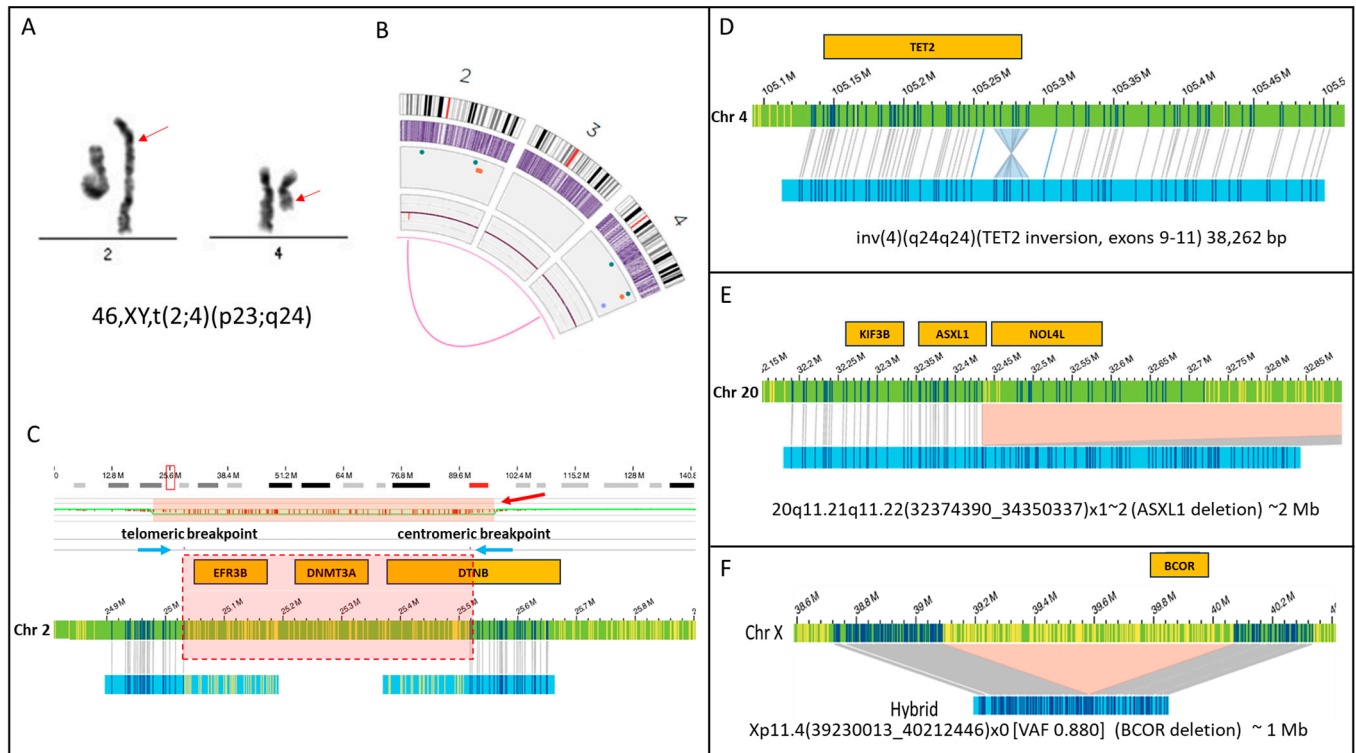 A
2
4
46,XY,t(2;4)(p23;q24)
B
2
3
4
C
0 12.8 M 25.6 M 38.4 M 51.2 M 64 M 76.8 M 89.6 M 102.4 M 115.2 M 128 M 140.8
telomeric breakpoint centromeric breakpoint
EFR3B DNMT3A DTNB
24.9 M 25 M 25.1 M 25.2 M 25.3 M 25.4 M 25.5 M 25.6 M 25.7 M 25.8 M 2
Chr 2
D
TET2
105.1 M 105.15 M 105.2 M 105.25 M 105.3 M 105.35 M 105.4 M 105.45 M 105.5
Chr 4
inv(4)(q24q24)(TET2 inversion, exons 9-11) 38,262 bp
E
KIF3B ASXL1 NOL4L
2.15 M 32.2 M 32.25 M 32.3 M 32.35 M 32.4 M 32.45 M 32.5 M 32.55 M 32.6 M 32.65 M 32.7 M 32.75 M 32.8 M 32.85 M
Chr 20
20q11.21q11.22(32374390_34350337)x1~2 (ASXL1 deletion) ~2 Mb
F
BCOR
38.6 M 38.8 M 39 M 39.2 M 39.4 M 39.6 M 39.8 M 40 M 40.2 M
Chr X
Hybrid
Xp11.4(39230013_40212446)x0 [VAF 0.880] (BCOR deletion) ~ 1 Mb